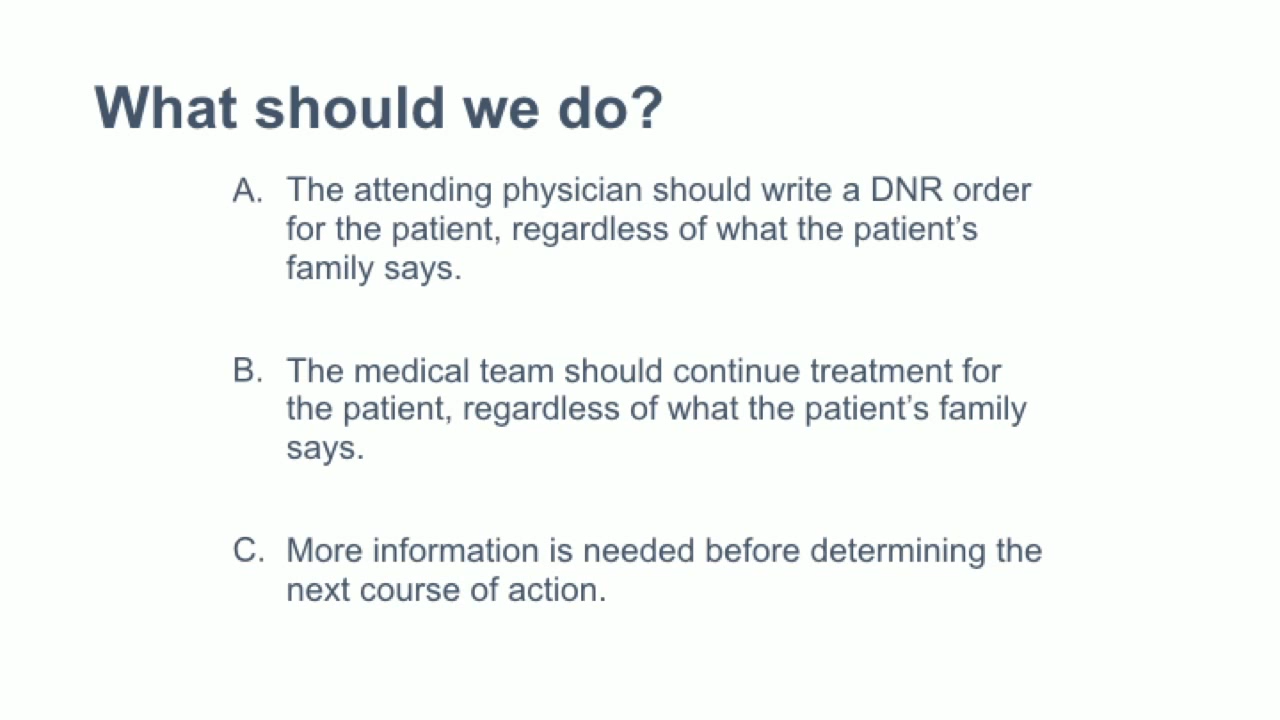 What should we do?
A. The attending physician should write a DNR order
for the patient, regardless of what the patient’s
family says.
B. The medical team should continue treatment for
the patient, regardless of what the patient’s family
says.
C. More information is needed before determining the
next course of action.